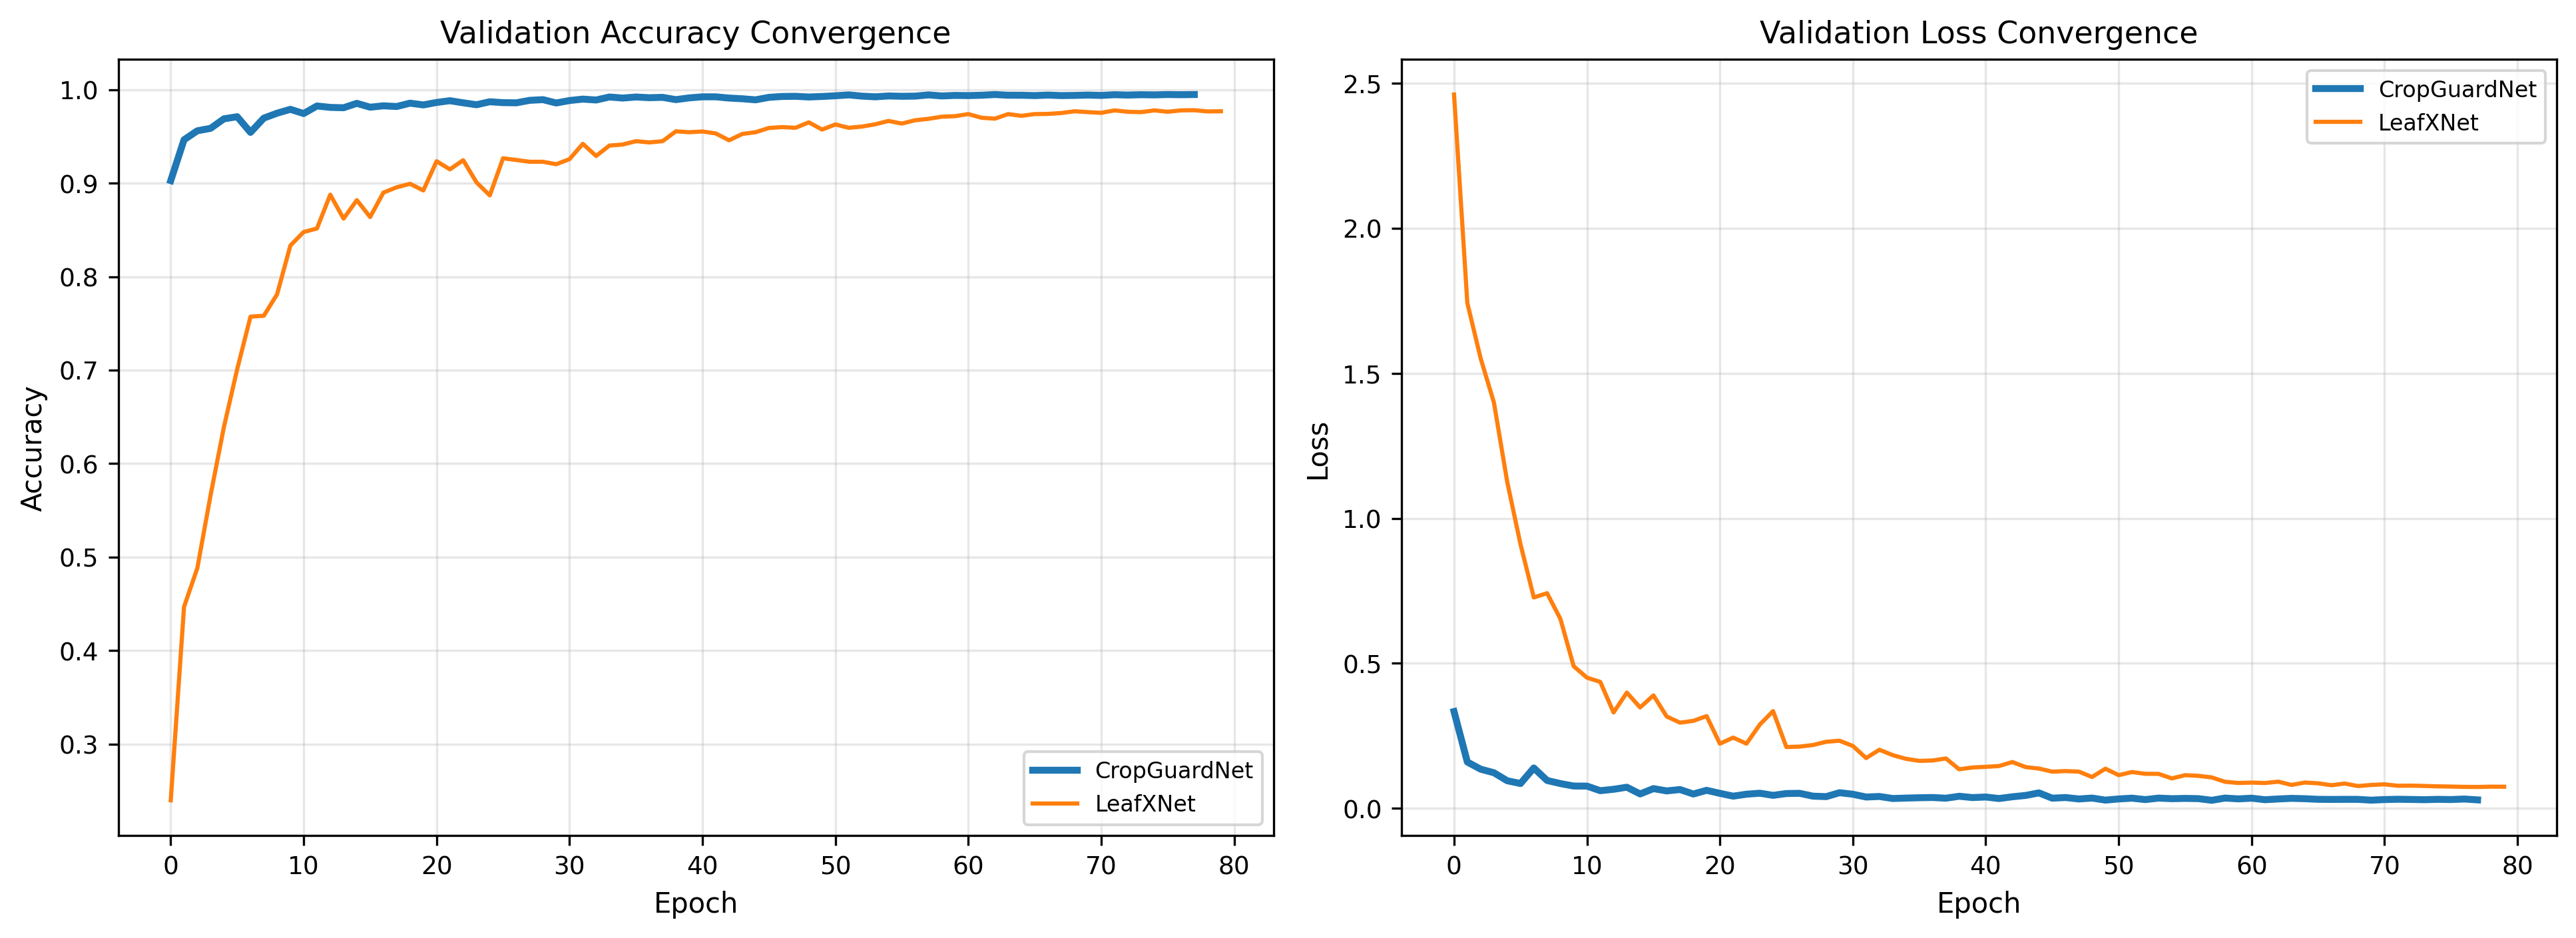 Validation Accuracy Convergence
1.0
0.9
0.8
0.7
0.6
0.5
0.4
0.3
Accuracy
CropGuardNet
LeafXNet
0 10 20 30 40 50 60 70 80
Epoch
Validation Loss Convergence
2.5
2.0
1.5
1.0
0.5
0.0
Loss
CropGuardNet
LeafXNet
0 10 20 30 40 50 60 70 80
Epoch